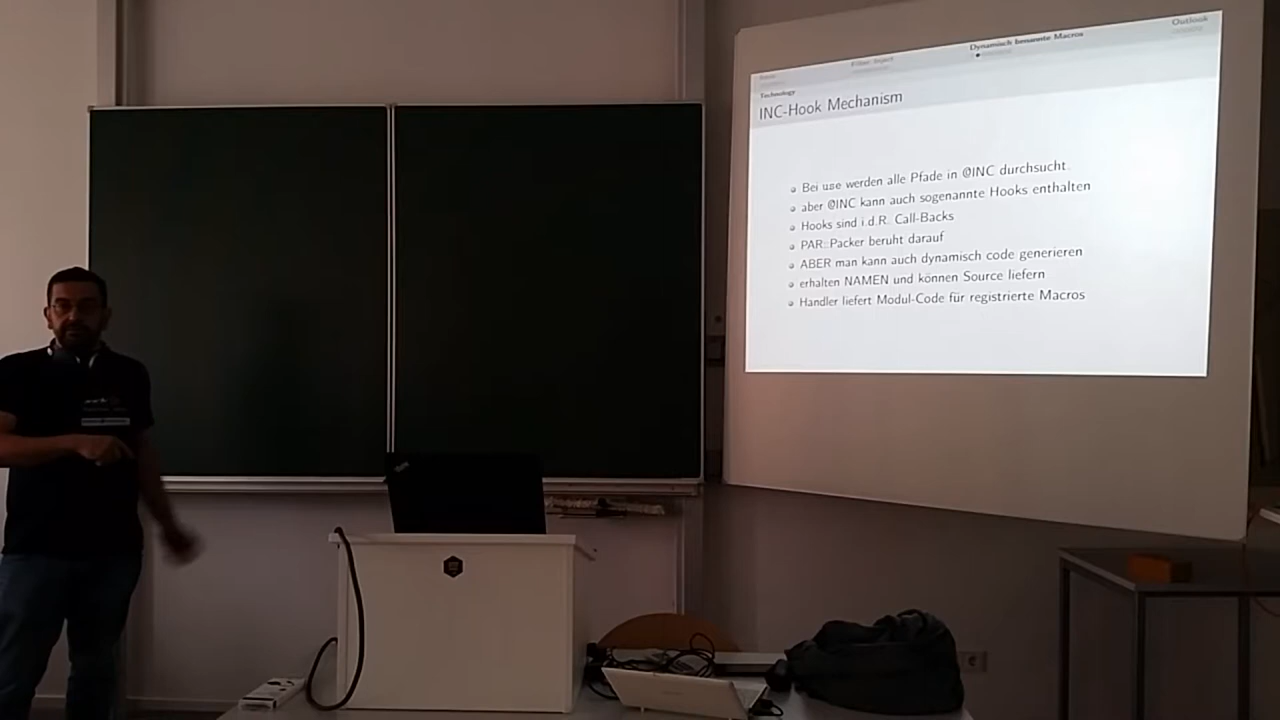 Outlook
Dynamisch benannte Macros
Technology
INC-Hook Mechanism
Bei use werden alle Pfade in @INC durchsucht.
aber @INC kann auch sogenannte Hooks enthalten
Hooks sind i.d.R. Call-Backs
PAR::Packer beruht darauf
ABER man kann auch dynamisch code generieren
erhalten NAMEN und können Source liefern
Handler liefert Modul-Code für registrierte Macros